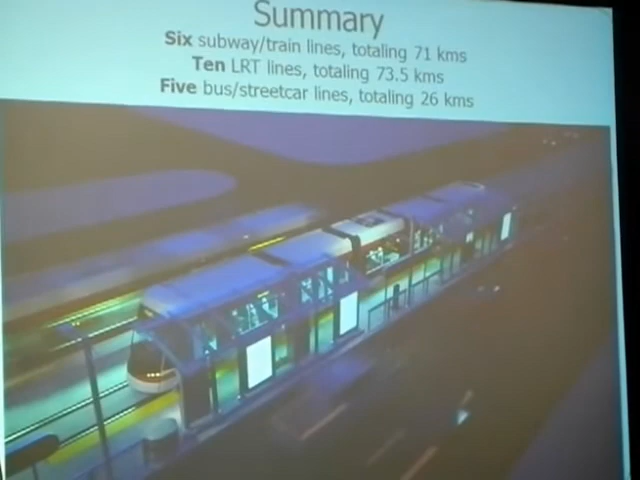 Summary
Six subway/train lines, totaling 71 kms
Ten LRT lines, totaling 73.5 kms
Five bus/streetcar lines, totaling 26 kms